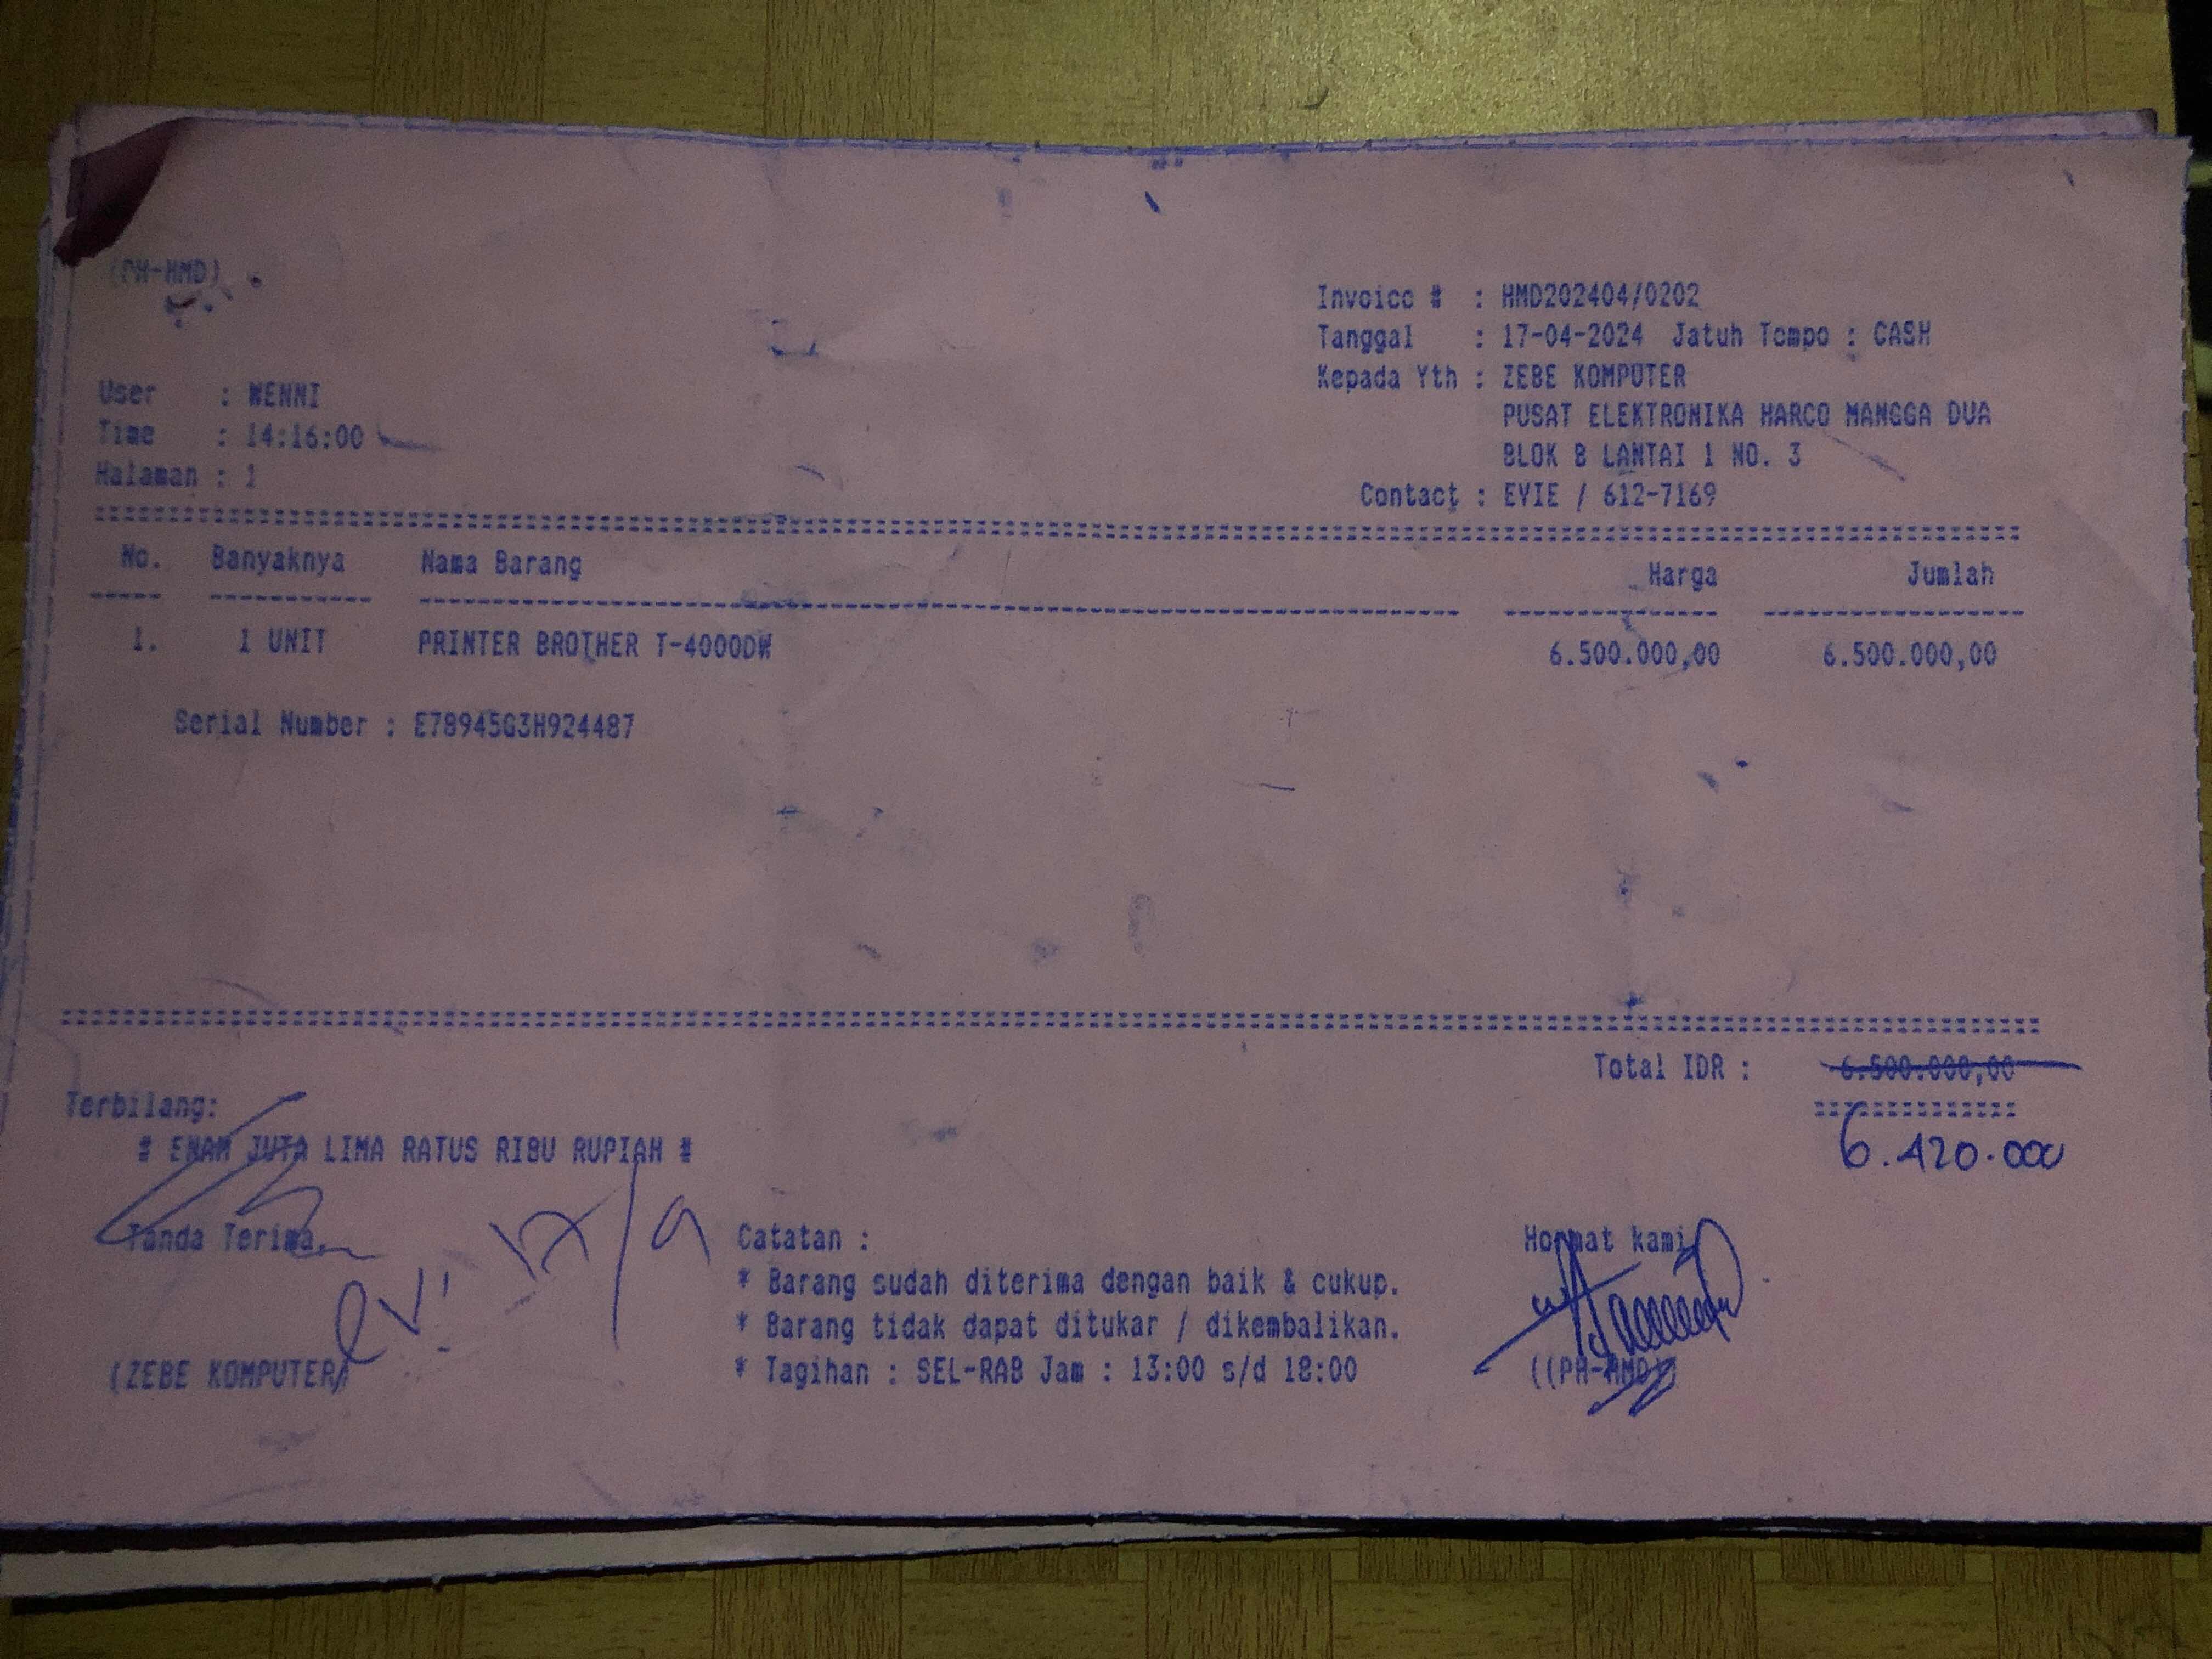 (PH-HMD)
Invoice # : HMD202404/0202
Tanggal : 17-04-2024 Jatuh Tempo : CASH
Kepada Yth : ZEBE KOMPUTER
PUSAT ELEKTRONIKA HARCO MANGGA DUA
BLOK B LANTAI 1 NO. 3
Contact : EVIE / 612-7169
User : WENNI
Time : 14:16:00
Halaman : 1
No. Banyaknya Nama Barang Harga Jumlah
1. 1 UNIT PRINTER BROTHER T-4000DW 6.500.000,00 6.500.000,00
Serial Number : E78945G3H924487
Total IDR : 6.500.000,00
6.420.000
Terbilang:
# ENAM JUTA LIMA RATUS RIBU RUPIAH #
Tanda Terima,
Catatan :
* Barang sudah diterima dengan baik & cukup.
* Barang tidak dapat ditukar / dikembalikan.
* Tagihan : SEL-RAB Jam : 13:00 s/d 18:00
Hormat kami
(ZEBE KOMPUTER)
((PH-HMD))